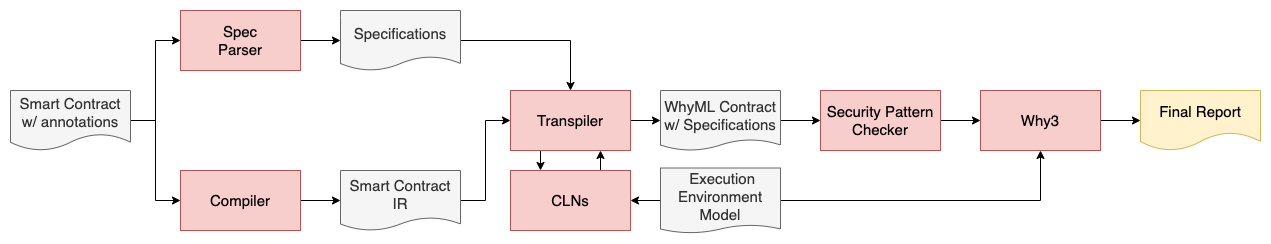 Spec
Parser
Specifications
Smart Contract
w/ annotations
Transpiler
WhyML Contract
w/ Specifications
Security Pattern
Checker
Why3
Final Report
Compiler
Smart Contract
IR
CLNs
Execution
Environment
Model